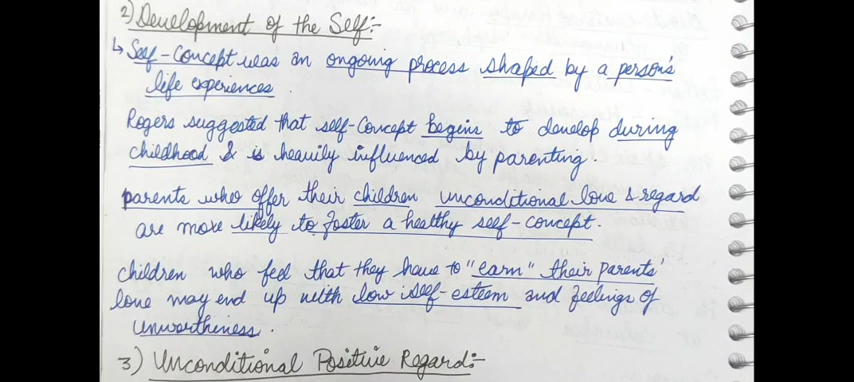 2) Development of the Self:-
↳ Self-Concept was an ongoing process shaped by a person's
life experiences.
Rogers suggested that self-Concept begins to develop during
childhood & is heavily influenced by parenting.
parents who offer their children unconditional love & regard
are more likely to foster a healthy self-concept.
children who feel that they have to "earn" their parents'
love may end up with low self-esteem and feelings of
unworthiness.
3) Unconditional Positive Regard:-